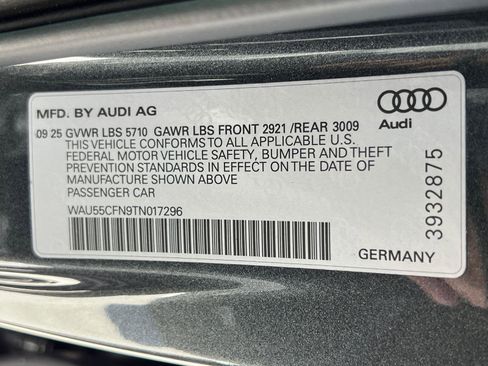 MFD. BY AUDI AG
09 25 GVWR LBS 5710 GAWR LBS FRONT 2921 /REAR 3009
THIS VEHICLE CONFORMS TO ALL APPLICABLE U.S.
FEDERAL MOTOR VEHICLE SAFETY, BUMPER AND THEFT
PREVENTION STANDARDS IN EFFECT ON THE DATE OF
MANUFACTURE SHOWN ABOVE
PASSENGER CAR
WAU55CFN9TN017296
Audi
3932875
GERMANY